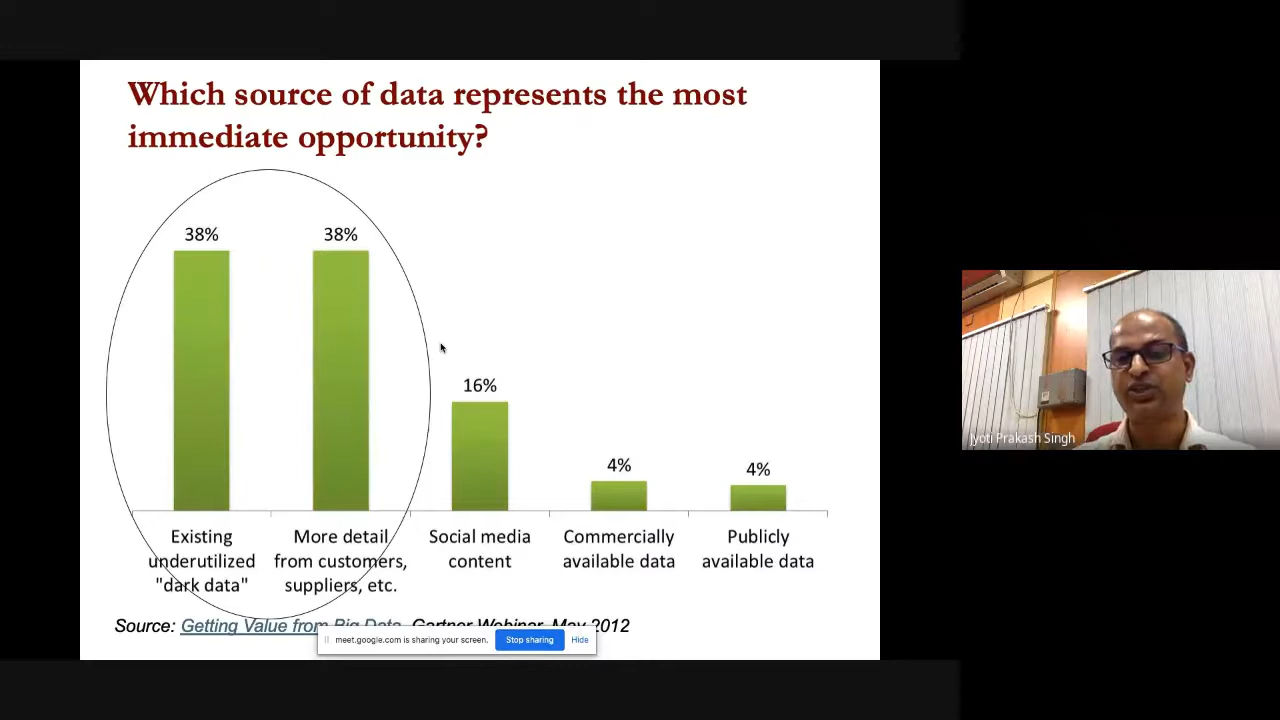 Which source of data represents the most
immediate opportunity?
38%
38%
16%
4%
4%
Existing
underutilized
"dark data"
More detail
from customers,
suppliers, etc.
Social media
content
Commercially
available data
Publicly
available data
Source: Getting Value from Big Data, Gartner Webinar, May 2012
meet.google.com is sharing your screen.
Stop sharing
Hide
Jyoti Prakash Singh